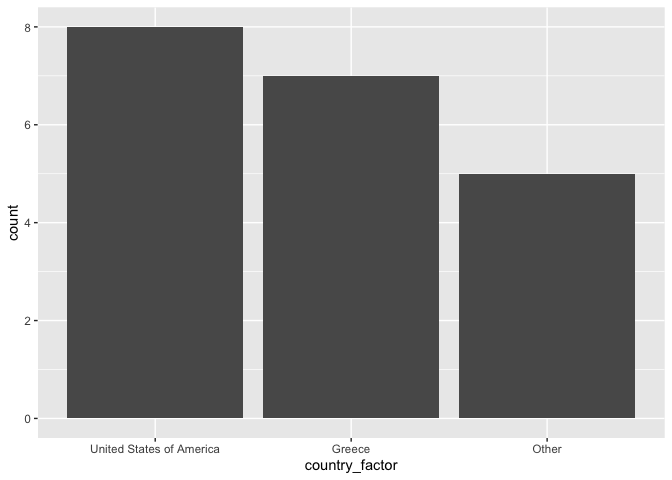 8
6
4
2
0
count
United States of America
Greece
Other
country_factor